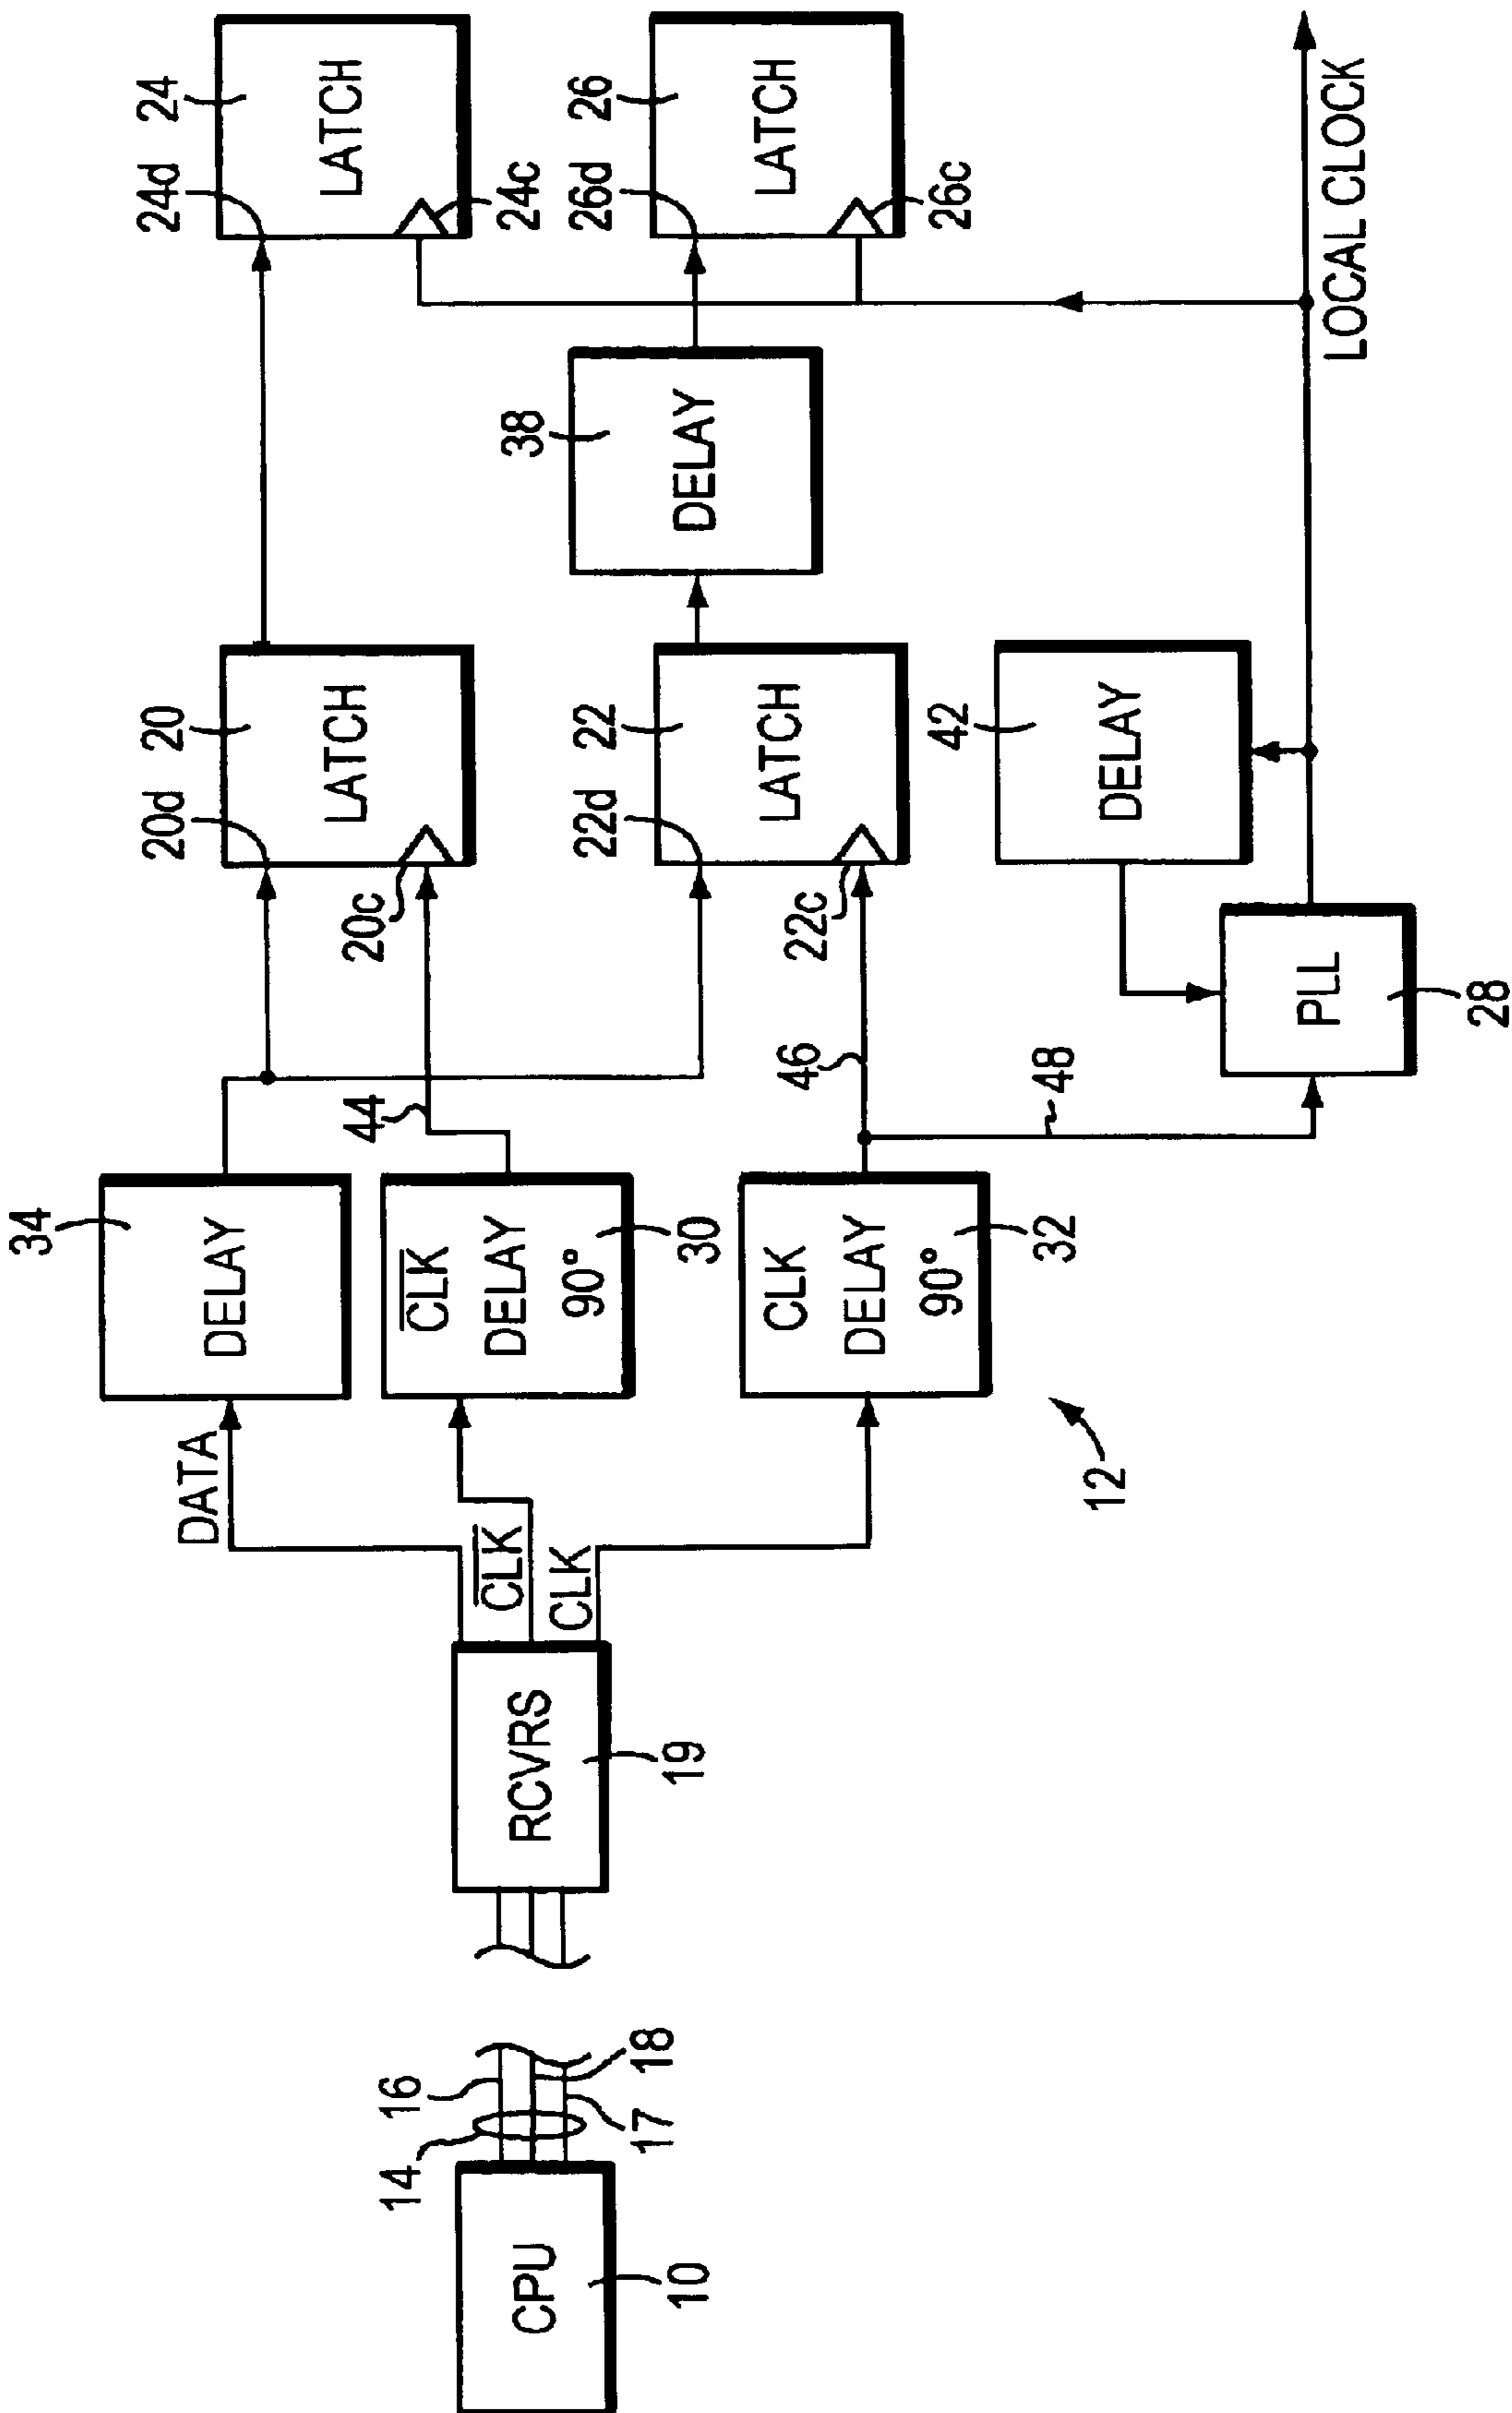 CPU
10
14
16
18
17
RCVRS
19
DATA
C̅L̅K̅
CLK
12
34
DELAY
C̅L̅K̅
DELAY
90°
30
CLK
DELAY
90°
32
44
46
48
20d
20
LATCH
20c
22d
22
LATCH
22c
42
DELAY
PLL
28
38
DELAY
24d
24
LATCH
24c
26d
26
LATCH
26c
LOCAL CLOCK